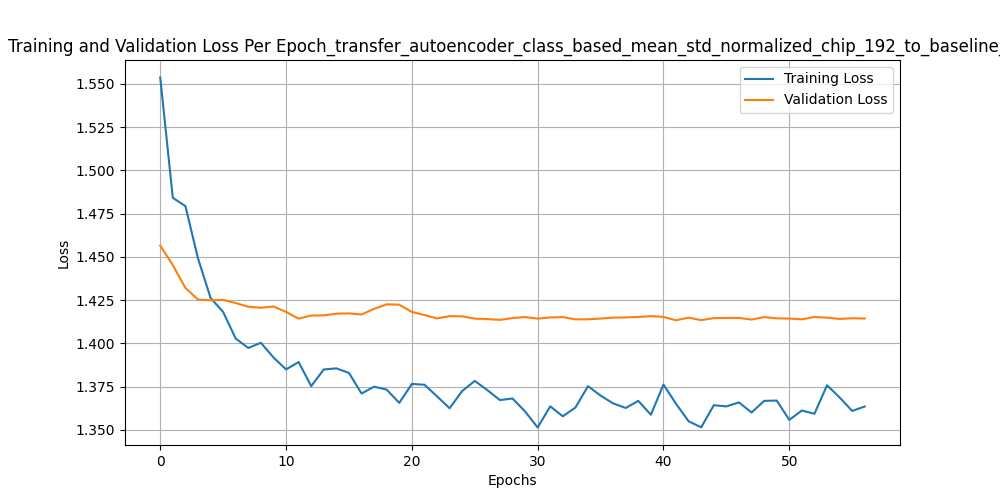 Training and Validation Loss Per Epoch_transfer_autoencoder_class_based_mean_std_normalized_chip_192_to_baseline_
Training Loss
Validation Loss
1.550
1.525
1.500
1.475
1.450
1.425
1.400
1.375
1.350
Loss
0 10 20 30 40 50
Epochs